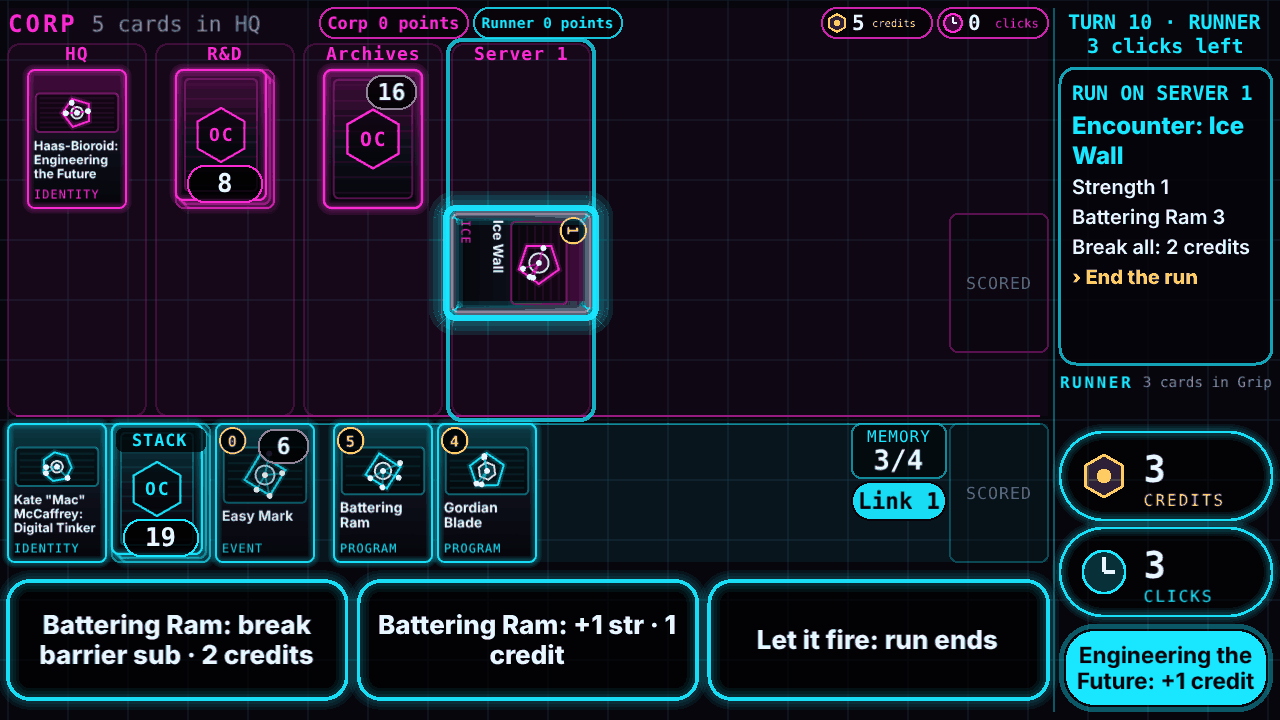 CORP 5 cards in HQ
Corp 0 points
Runner 0 points
5 credits
0 clicks
TURN 10 · RUNNER
3 clicks left
HQ
R&D
Archives
Server 1
Haas-Bioroid:
Engineering
the Future
IDENTITY
OC
8
16
OC
ICE
Ice Wall
1
SCORED
RUN ON SERVER 1
Encounter: Ice
Wall
Strength 1
Battering Ram 3
Break all: 2 credits
› End the run
RUNNER 3 cards in Grip
Kate "Mac"
McCaffrey:
Digital Tinker
IDENTITY
STACK
OC
19
0
6
Easy Mark
EVENT
5
Battering
Ram
PROGRAM
4
Gordian
Blade
PROGRAM
MEMORY
3/4
Link 1
SCORED
3
CREDITS
3
CLICKS
Battering Ram: break
barrier sub · 2 credits
Battering Ram: +1 str · 1
credit
Let it fire: run ends
Engineering the
Future: +1 credit